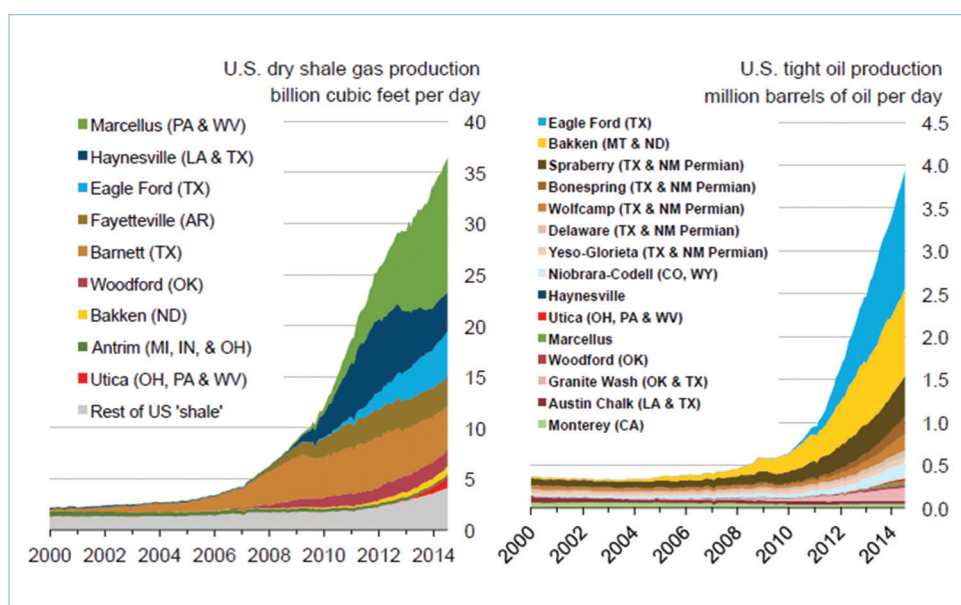 U.S. dry shale gas production
billion cubic feet per day
40
35
30
25
20
15
10
5
0
Marcellus (PA & WV)
Haynesville (LA & TX)
Eagle Ford (TX)
Fayetteville (AR)
Barnett (TX)
Woodford (OK)
Bakken (ND)
Antrim (MI, IN, & OH)
Utica (OH, PA & WV)
Rest of US 'shale'
2000 2002 2004 2006 2008 2010 2012 2014
U.S. tight oil production
million barrels of oil per day
4.5
4.0
3.5
3.0
2.5
2.0
1.5
1.0
0.5
0.0
Eagle Ford (TX)
Bakken (MT & ND)
Spraberry (TX & NM Permian)
Bonespring (TX & NM Permian)
Wolfcamp (TX & NM Permian)
Delaware (TX & NM Permian)
Yeso-Glorieta (TX & NM Permian)
Niobrara-Codell (CO, WY)
Haynesville
Utica (OH, PA & WV)
Marcellus
Woodford (OK)
Granite Wash (OK & TX)
Austin Chalk (LA & TX)
Monterey (CA)
2000 2002 2004 2006 2008 2010 2012 2014